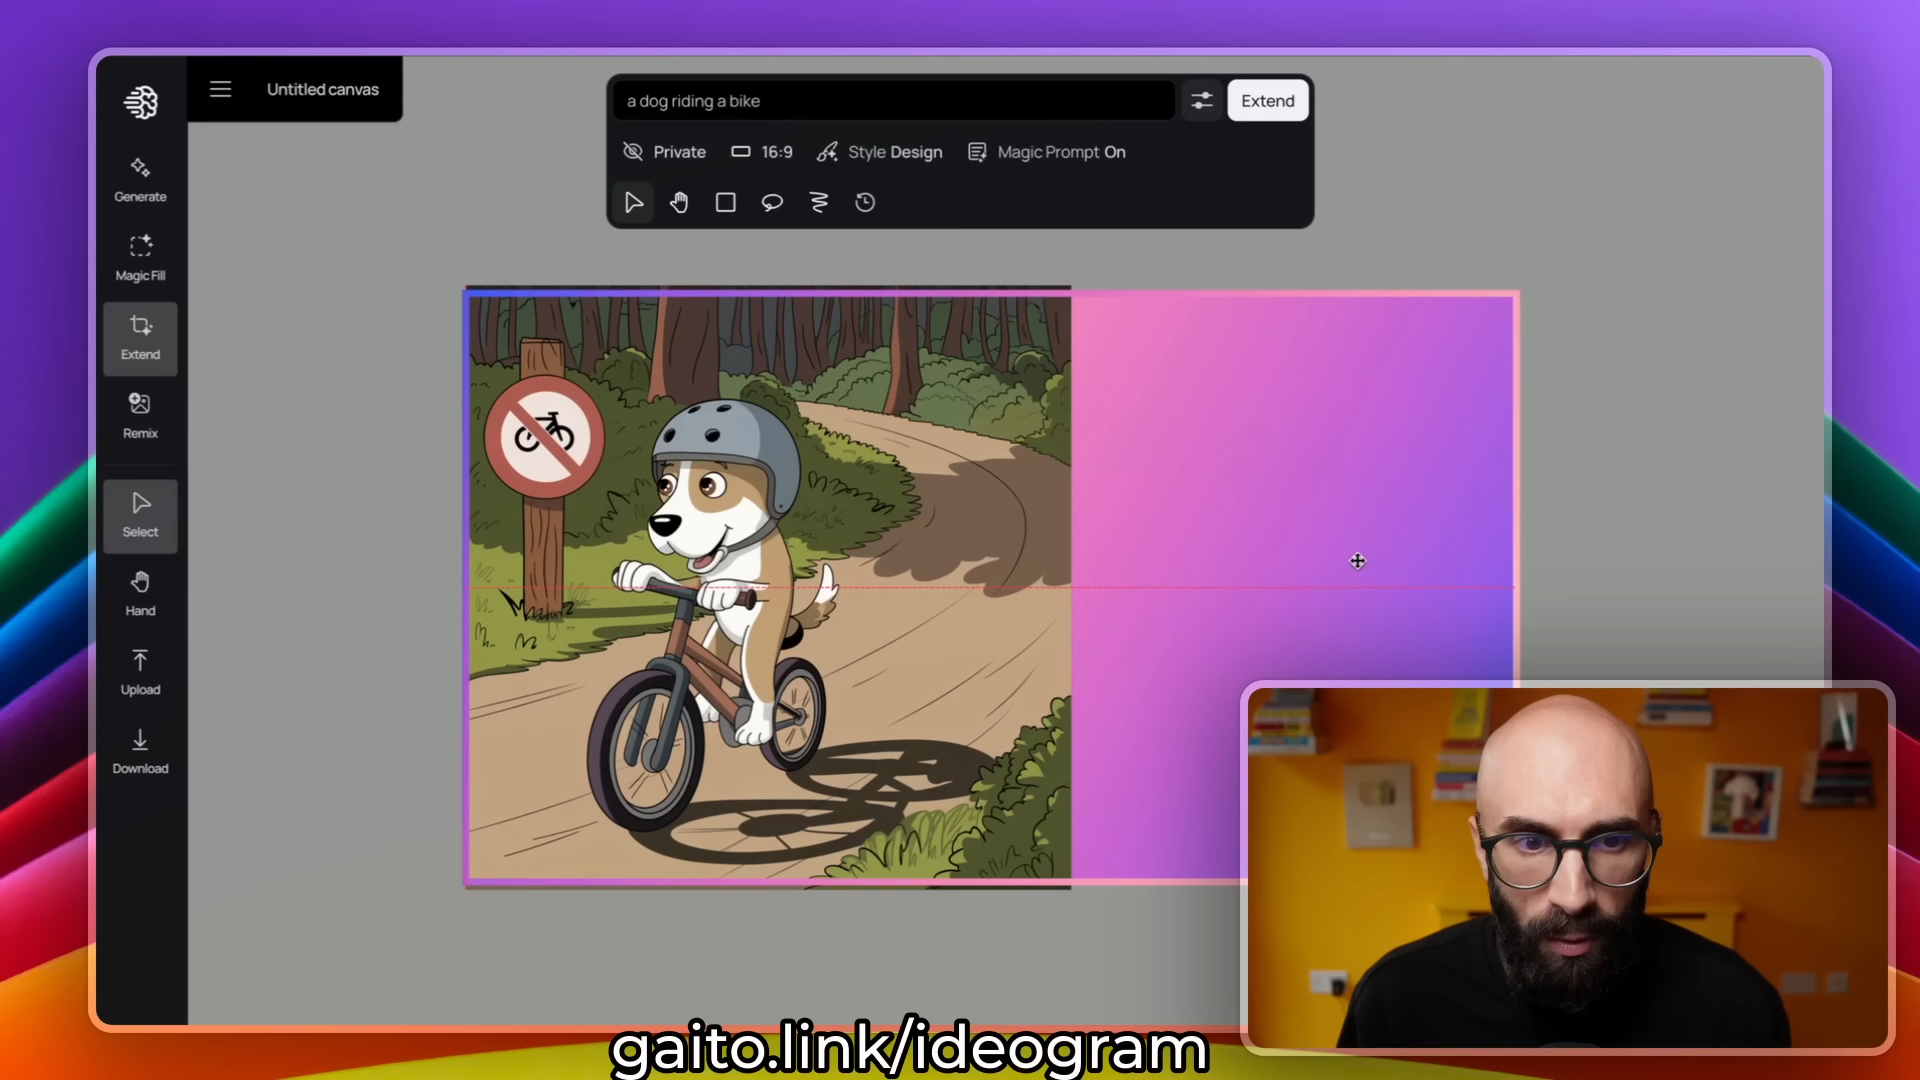 Untitled canvas
a dog riding a bike
Extend
Private
16:9
Style Design
Magic Prompt On
Generate
Magic Fill
Extend
Remix
Select
Hand
Upload
Download
gaito.link/ideogram